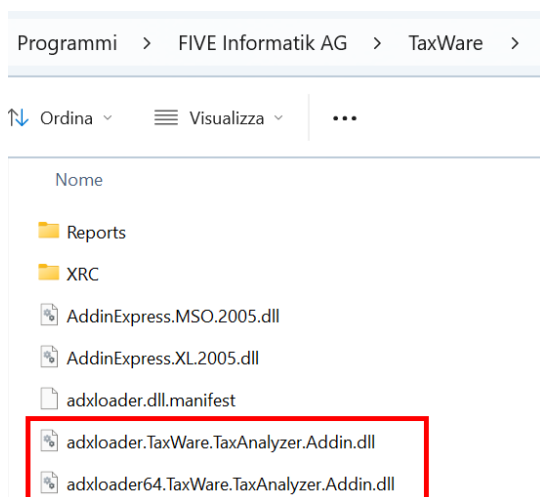 Programmi > FIVE Informatik AG > TaxWare >
Ordina Visualizza ...
Nome
Reports
XRC
AddinExpress.MSO.2005.dll
AddinExpress.XL.2005.dll
adxloader.dll.manifest
adxloader.TaxWare.TaxAnalyzer.Addin.dll
adxloader64.TaxWare.TaxAnalyzer.Addin.dll